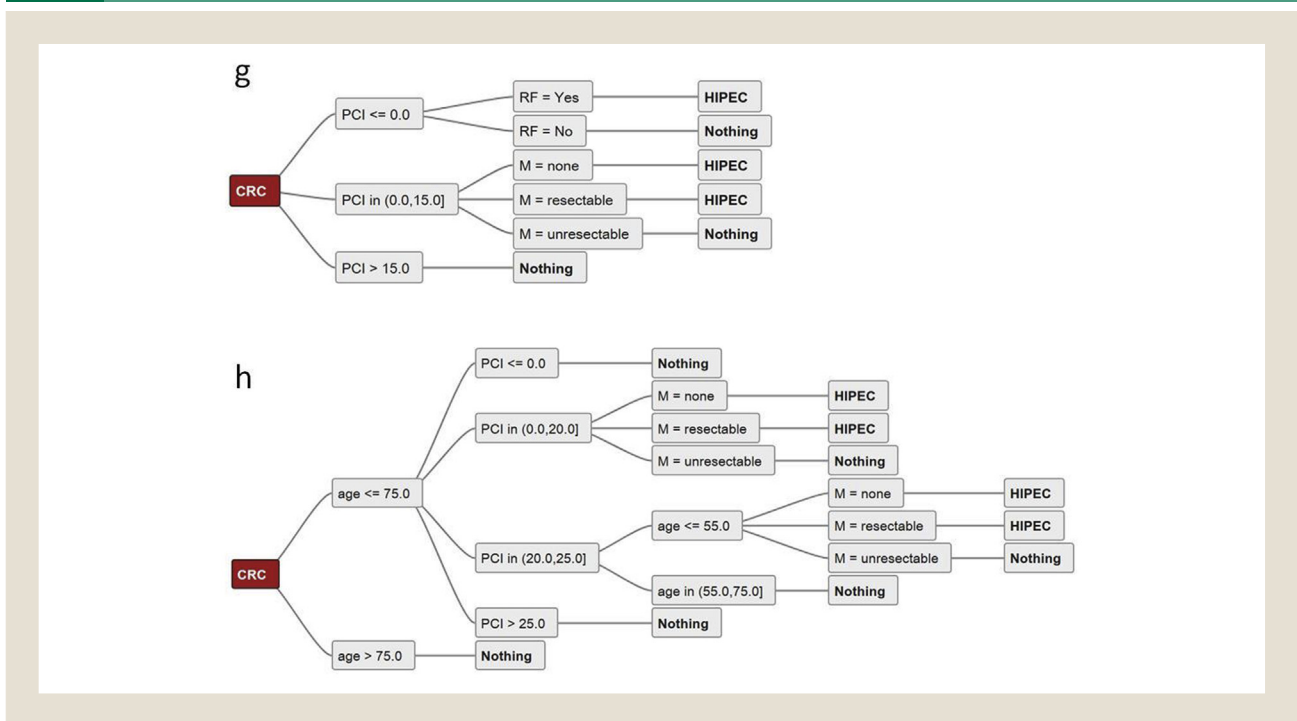 g
RF = Yes HIPEC
PCI <= 0.0
RF = No Nothing
M = none HIPEC
CRC
PCI in (0.0,15.0] M = resectable HIPEC
M = unresectable Nothing
PCI > 15.0 Nothing
h
PCI <= 0.0 Nothing
M = none HIPEC
PCI in (0.0,20.0] M = resectable HIPEC
M = unresectable Nothing
age <= 75.0 M = none HIPEC
age <= 55.0 M = resectable HIPEC
PCI in (20.0,25.0] M = unresectable Nothing
CRC
age in (55.0,75.0] Nothing
PCI > 25.0 Nothing
age > 75.0 Nothing